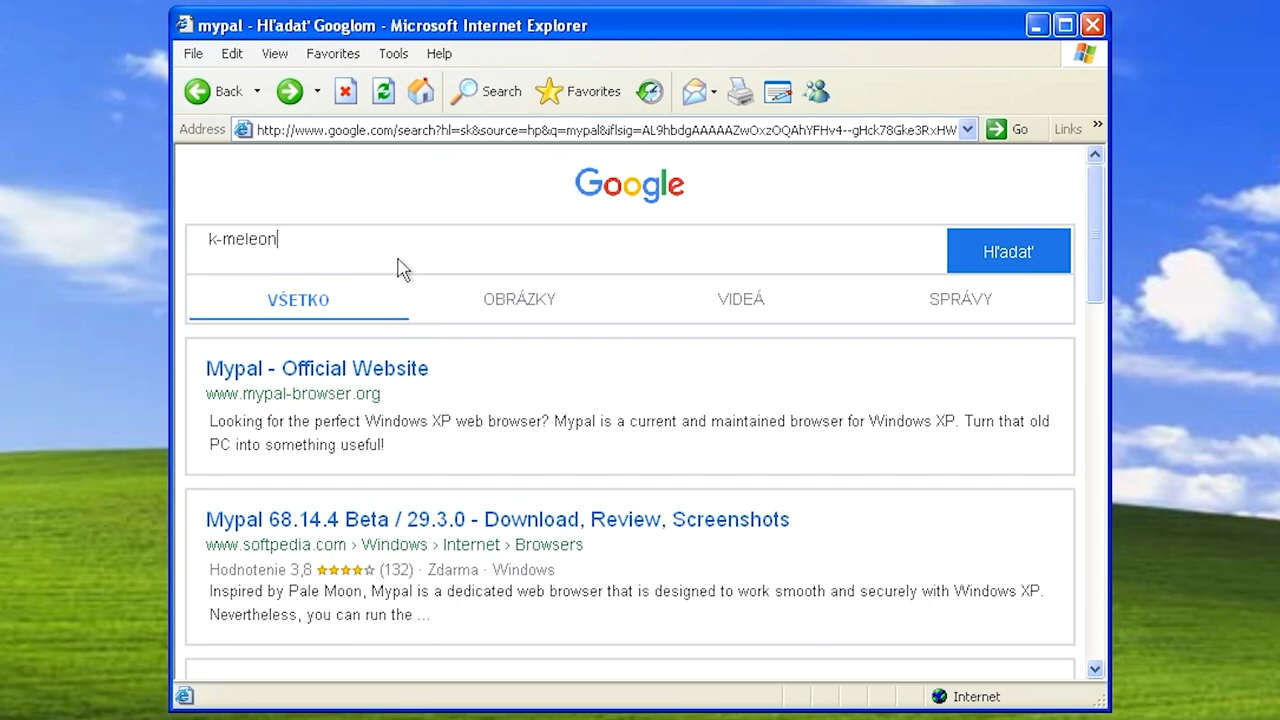 mypal - Hľadať Googlom - Microsoft Internet Explorer
File Edit View Favorites Tools Help
Back Search Favorites
Address http://www.google.com/search?hl=sk&source=hp&q=mypal&iflsig=AL9hbdgAAAAAZwOxzOQAhYFHv4--gHck78Gke3RxHW Go Links »
Google
k-meleon
Hľadať
VŠETKO OBRÁZKY VIDEÁ SPRÁVY
Mypal - Official Website
www.mypal-browser.org
Looking for the perfect Windows XP web browser? Mypal is a current and maintained browser for Windows XP. Turn that old
PC into something useful!
Mypal 68.14.4 Beta / 29.3.0 - Download, Review, Screenshots
www.softpedia.com › Windows › Internet › Browsers
Hodnotenie 3,8 (132) · Zdarma · Windows
Inspired by Pale Moon, Mypal is a dedicated web browser that is designed to work smooth and securely with Windows XP.
Nevertheless, you can run the ...
Internet